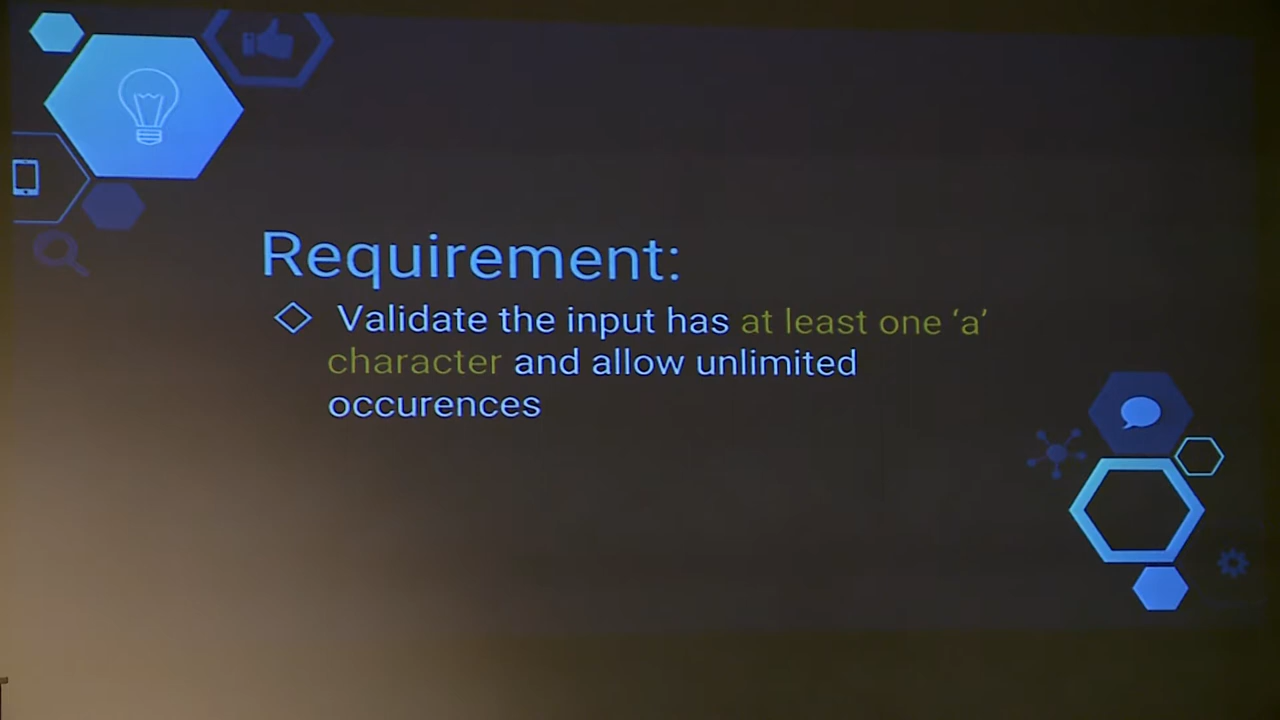 Requirement:
Validate the input has at least one ‘a’
character and allow unlimited
occurences